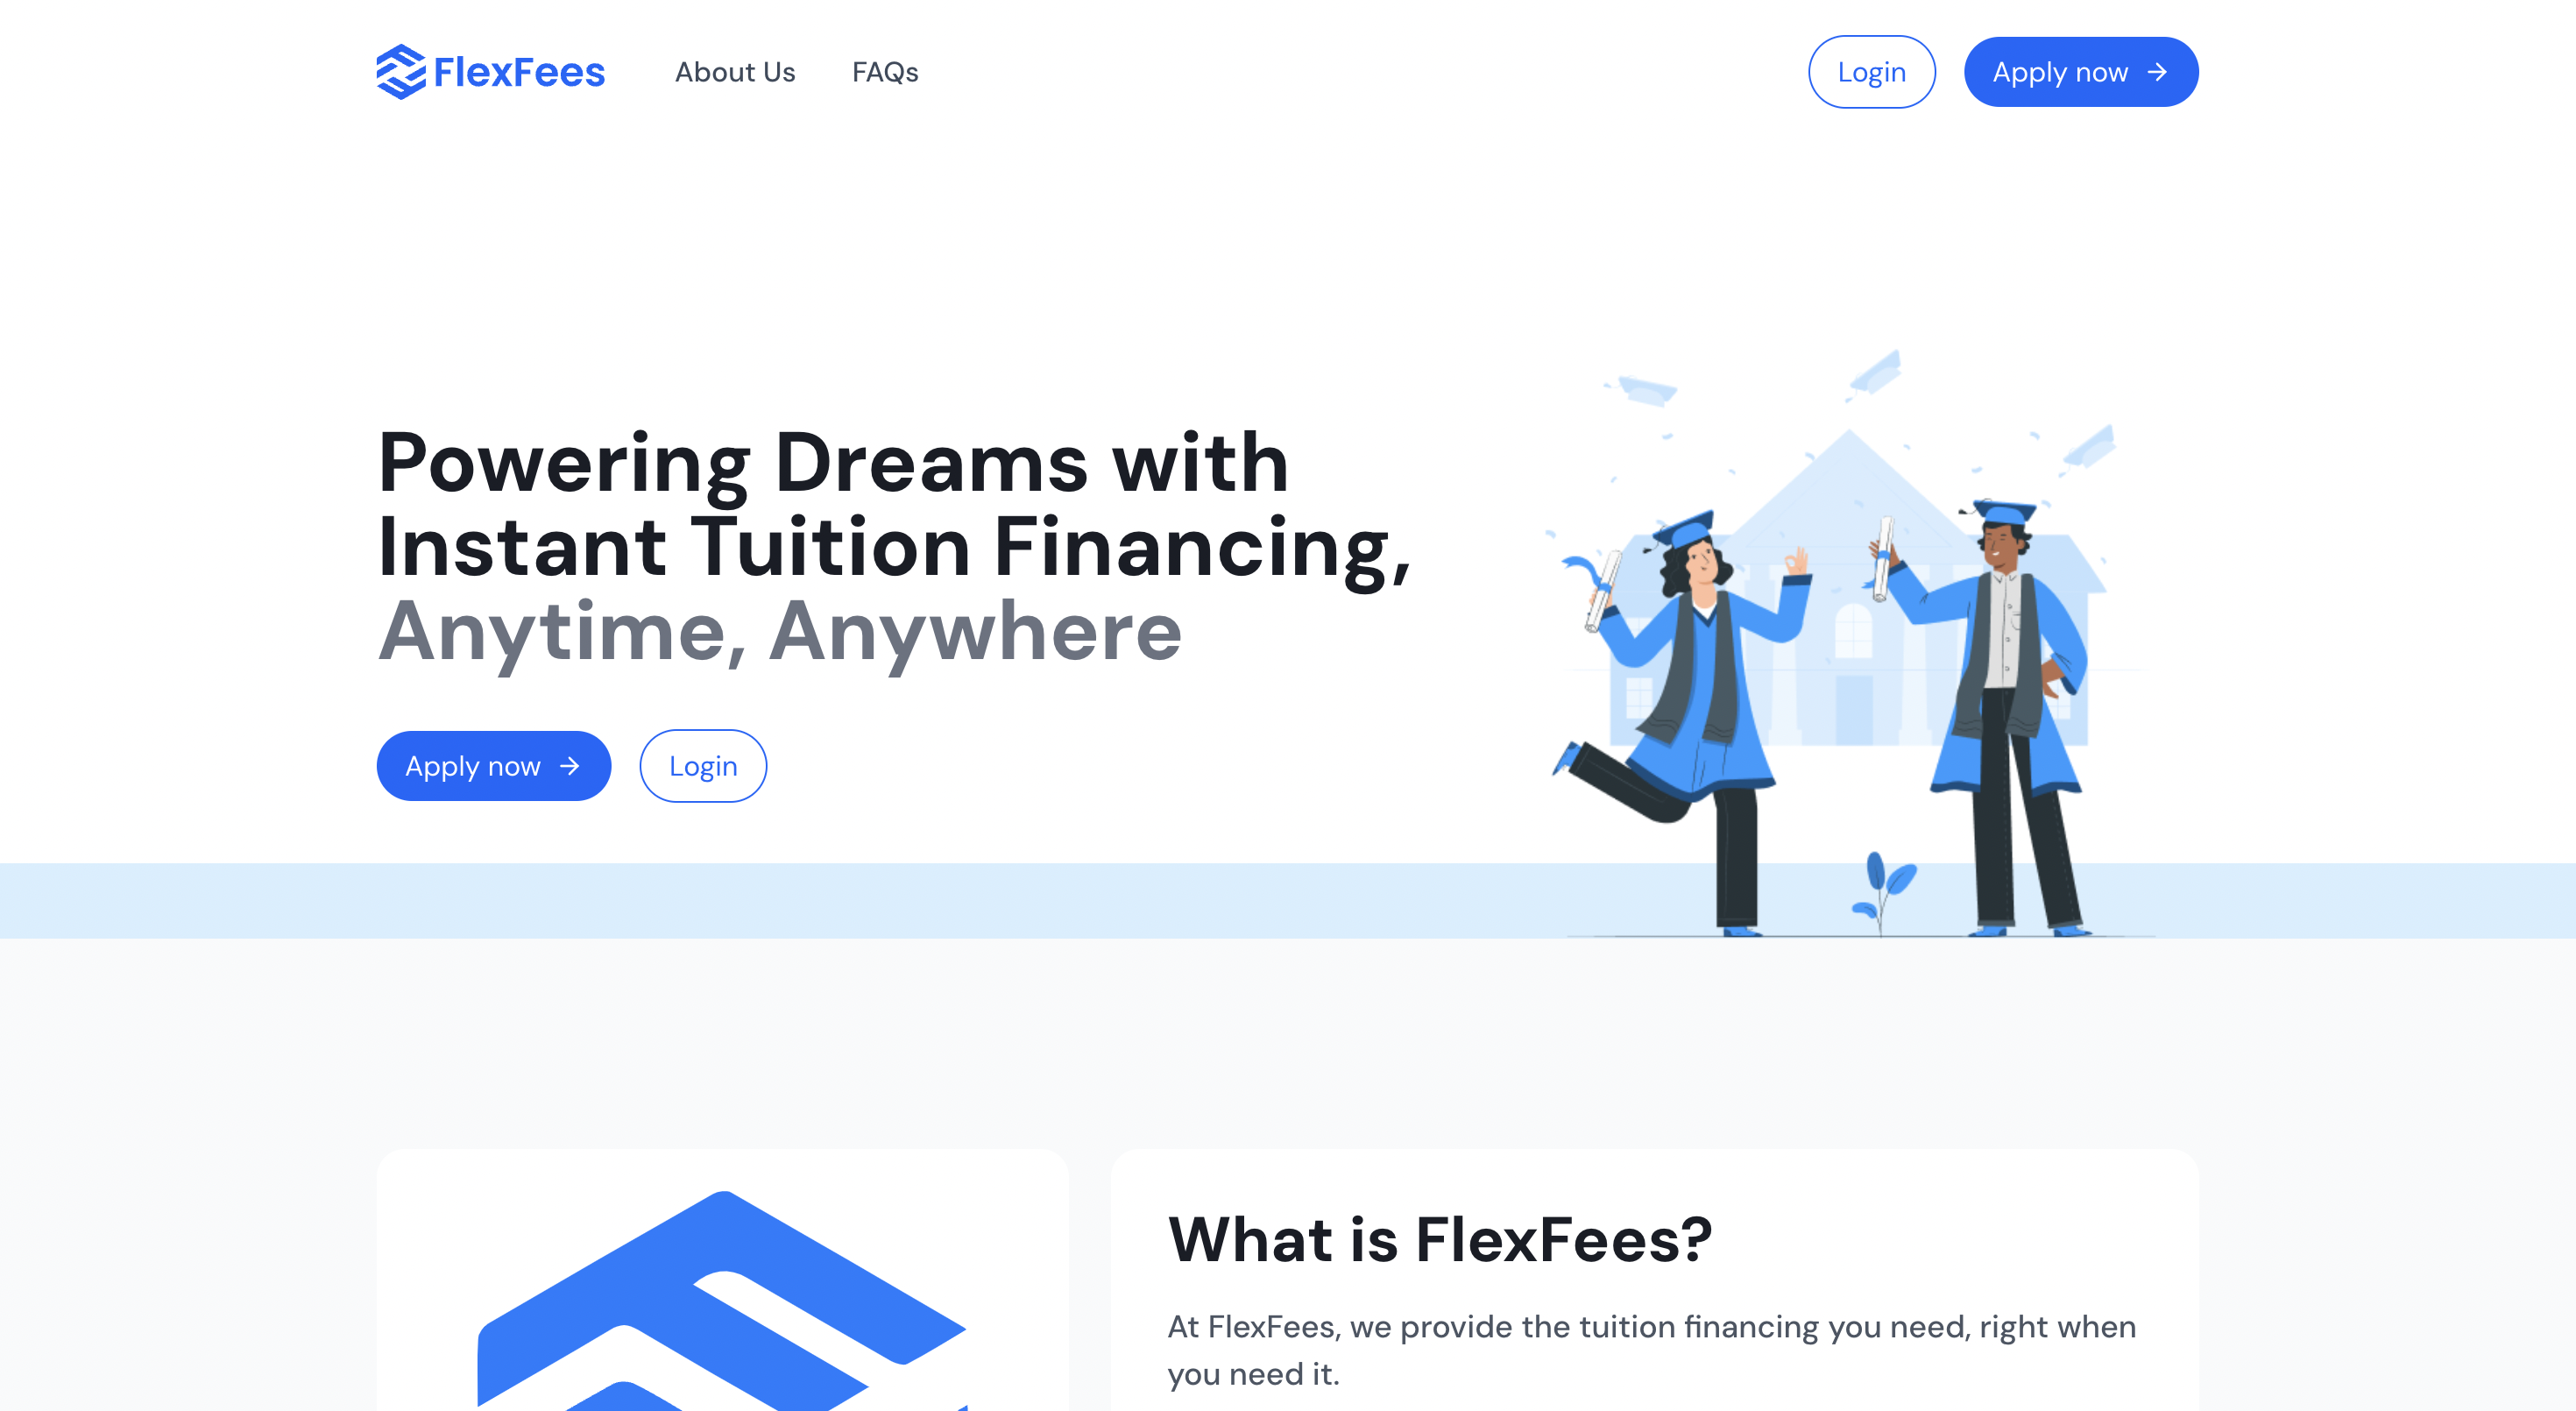 FlexFees
About Us
FAQs
Login
Apply now
Powering Dreams with
Instant Tuition Financing,
Anytime, Anywhere
Apply now
Login
What is FlexFees?
At FlexFees, we provide the tuition financing you need, right when
you need it.